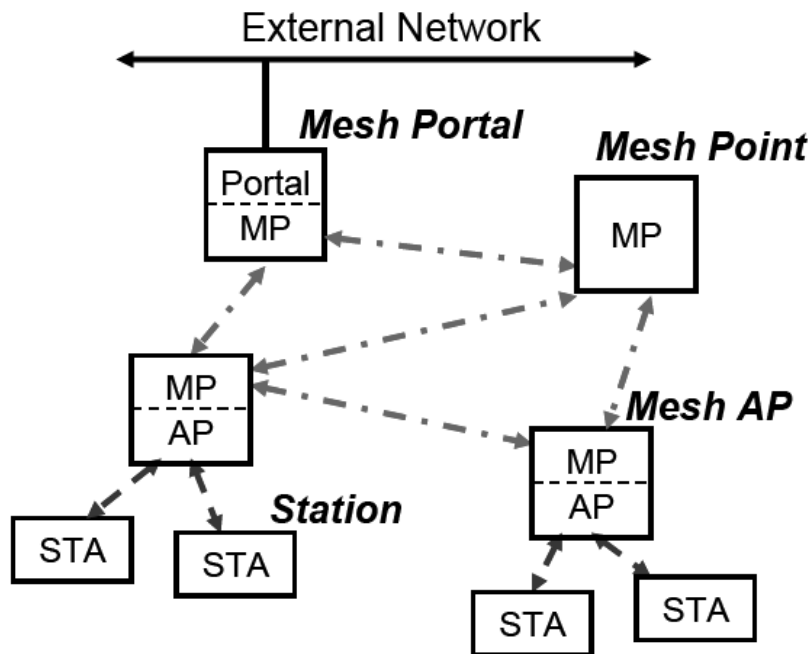 External Network
Mesh Portal
Mesh Point
Portal
MP
MP
MP
AP
Mesh AP
MP
AP
Station
STA
STA
STA
STA